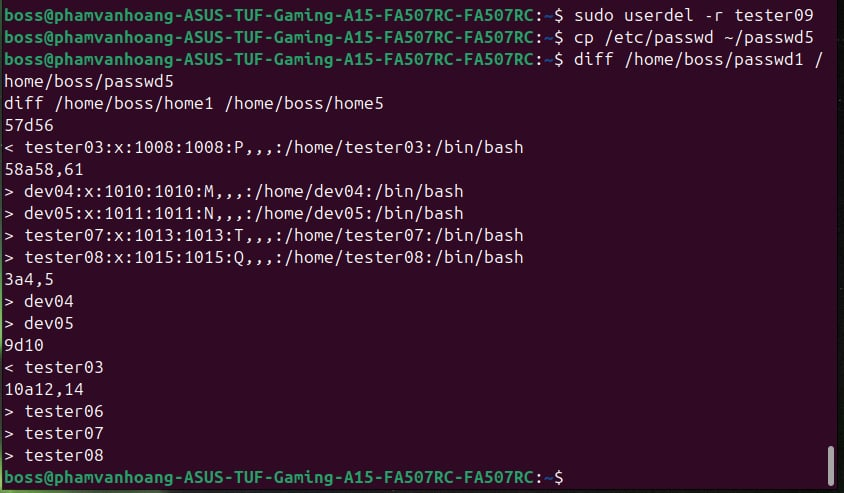 boss@phamvanhoang-ASUS-TUF-Gaming-A15-FA507RC-FA507RC:~$ sudo userdel -r tester09
boss@phamvanhoang-ASUS-TUF-Gaming-A15-FA507RC-FA507RC:~$ cp /etc/passwd ~/passwd5
boss@phamvanhoang-ASUS-TUF-Gaming-A15-FA507RC-FA507RC:~$ diff /home/boss/passwd1 /
home/boss/passwd5
diff /home/boss/home1 /home/boss/home5
57d56
< tester03:x:1008:1008:P,,,:/home/tester03:/bin/bash
58a58,61
> dev04:x:1010:1010:M,,,:/home/dev04:/bin/bash
> dev05:x:1011:1011:N,,,:/home/dev05:/bin/bash
> tester07:x:1013:1013:T,,,:/home/tester07:/bin/bash
> tester08:x:1015:1015:Q,,,:/home/tester08:/bin/bash
3a4,5
> dev04
> dev05
9d10
< tester03
10a12,14
> tester06
> tester07
> tester08
boss@phamvanhoang-ASUS-TUF-Gaming-A15-FA507RC-FA507RC:~$